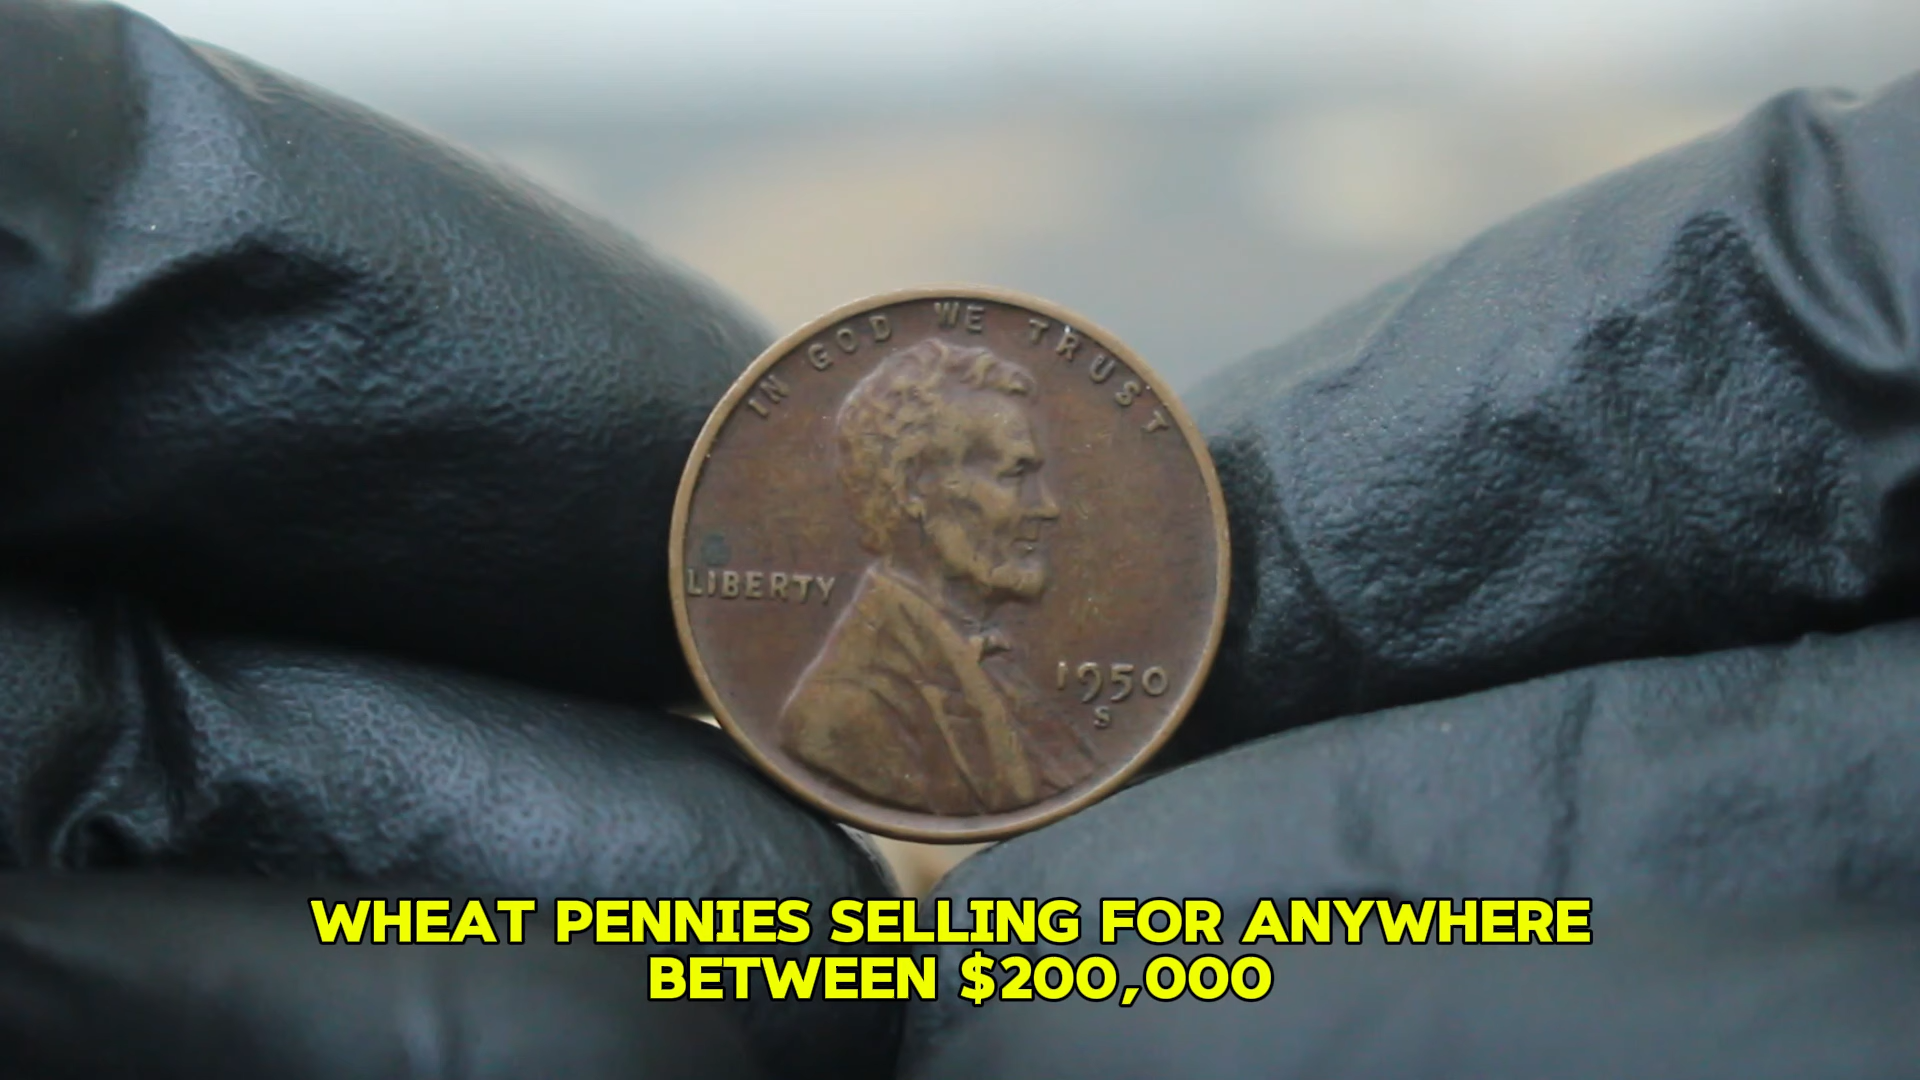 IN GOD WE TRUST
LIBERTY
1950
S
WHEAT PENNIES SELLING FOR ANYWHERE
BETWEEN $200,000